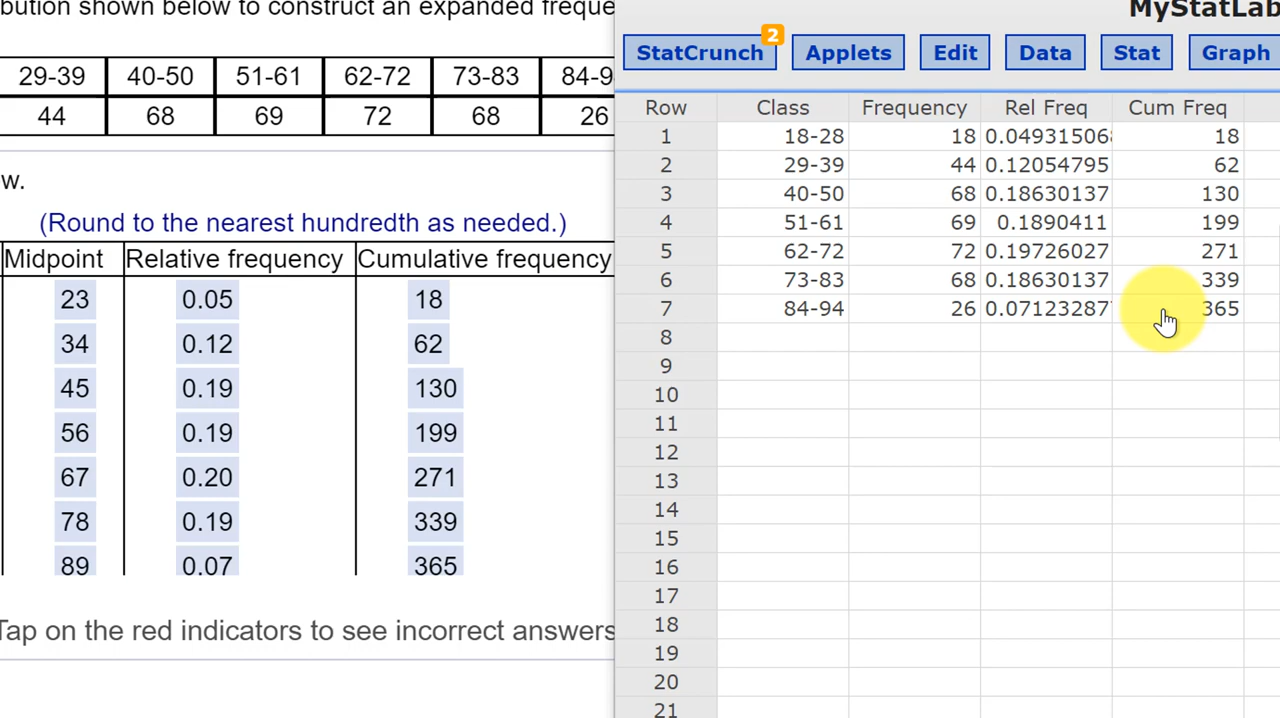 bution shown below to construct an expanded freque
29-39 40-50 51-61 62-72 73-83 84-9
44 68 69 72 68 26
w.
(Round to the nearest hundredth as needed.)
Midpoint Relative frequency Cumulative frequency
23 0.05 18
34 0.12 62
45 0.19 130
56 0.19 199
67 0.20 271
78 0.19 339
89 0.07 365
Tap on the red indicators to see incorrect answers
MyStatLab
StatCrunch 2 Applets Edit Data Stat Graph
Row Class Frequency Rel Freq Cum Freq
1 18-28 18 0.049315068 18
2 29-39 44 0.12054795 62
3 40-50 68 0.18630137 130
4 51-61 69 0.1890411 199
5 62-72 72 0.19726027 271
6 73-83 68 0.18630137 339
7 84-94 26 0.071232877 365
8
9
10
11
12
13
14
15
16
17
18
19
20
21